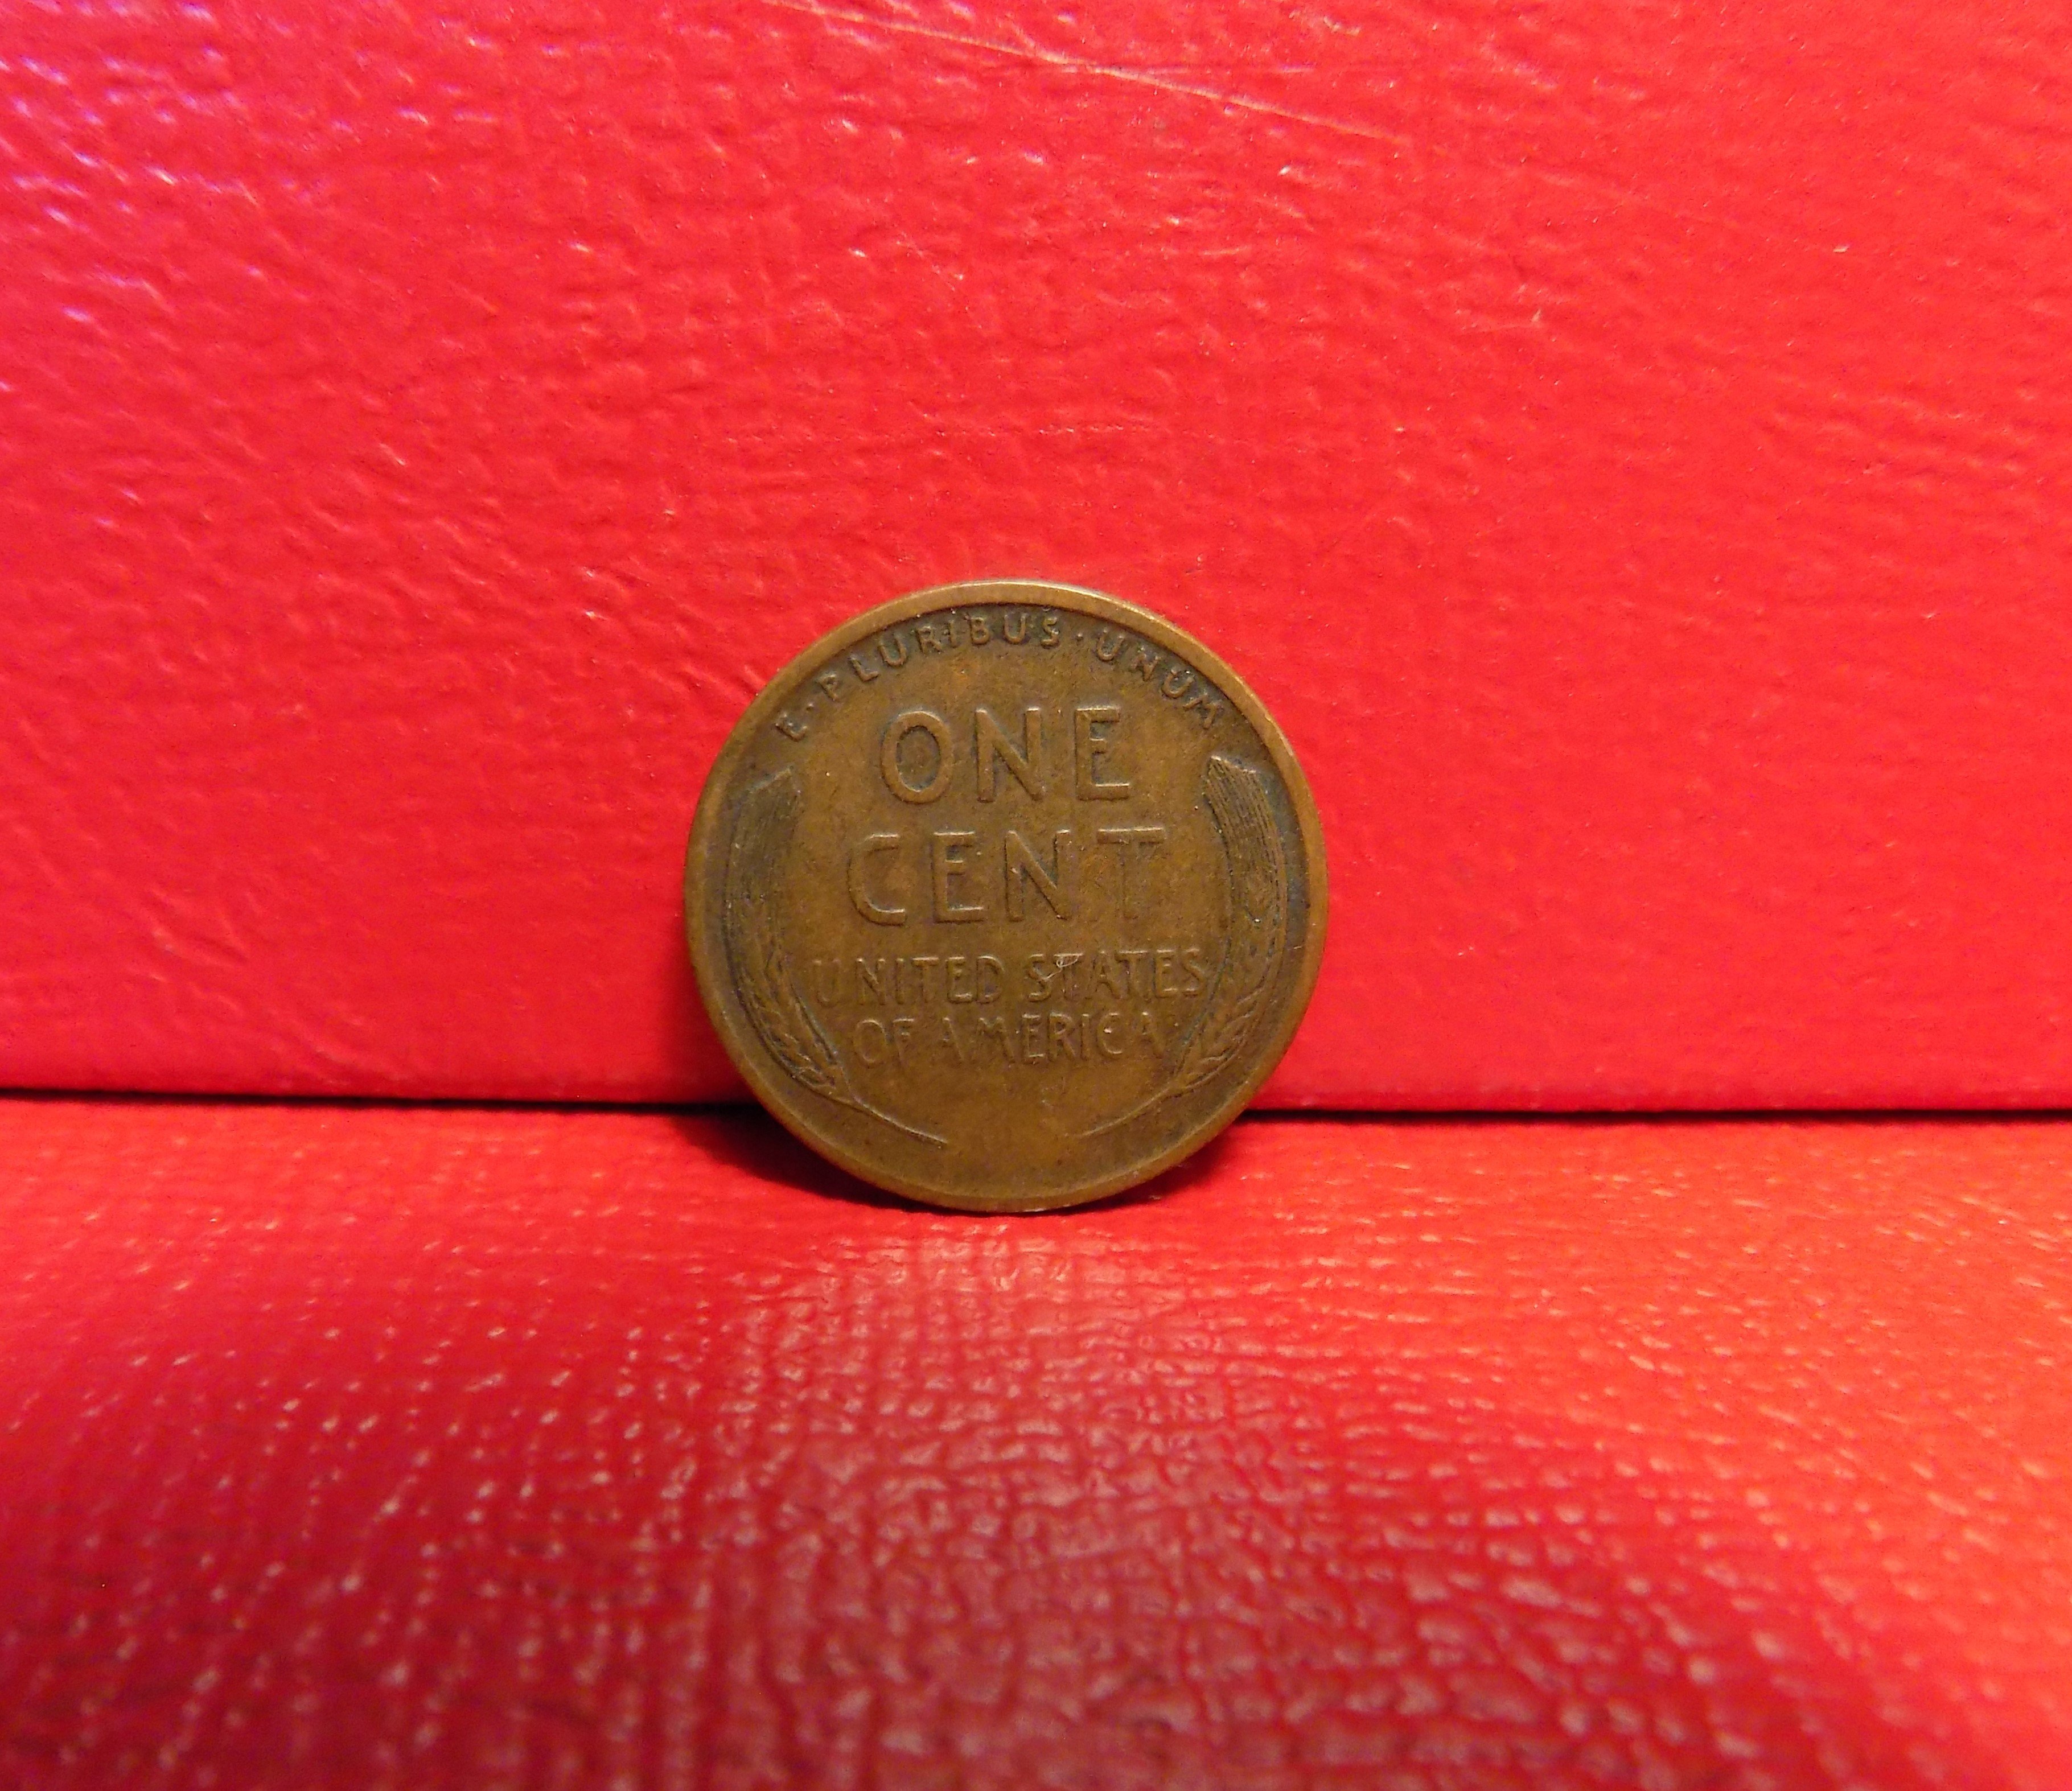 E·PLURIBUS·UNUM
ONE
CENT
UNITED STATES
OF AMERICA